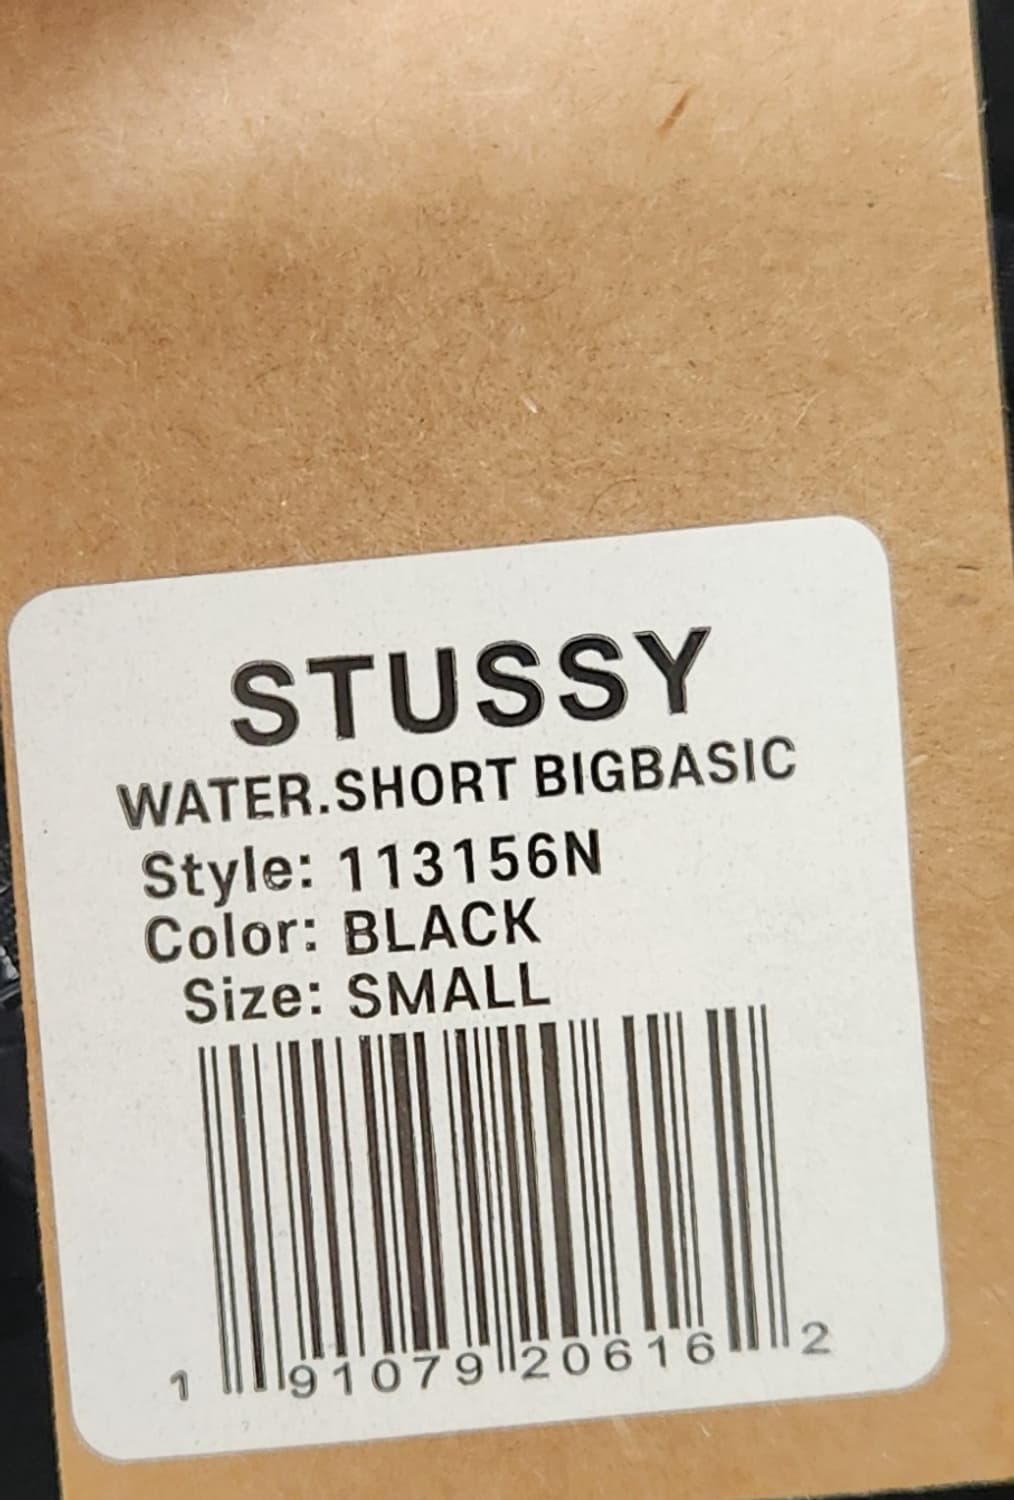 STUSSY
WATER.SHORT BIGBASIC
Style: 113156N
Color: BLACK
Size: SMALL
1 91079 20616 2